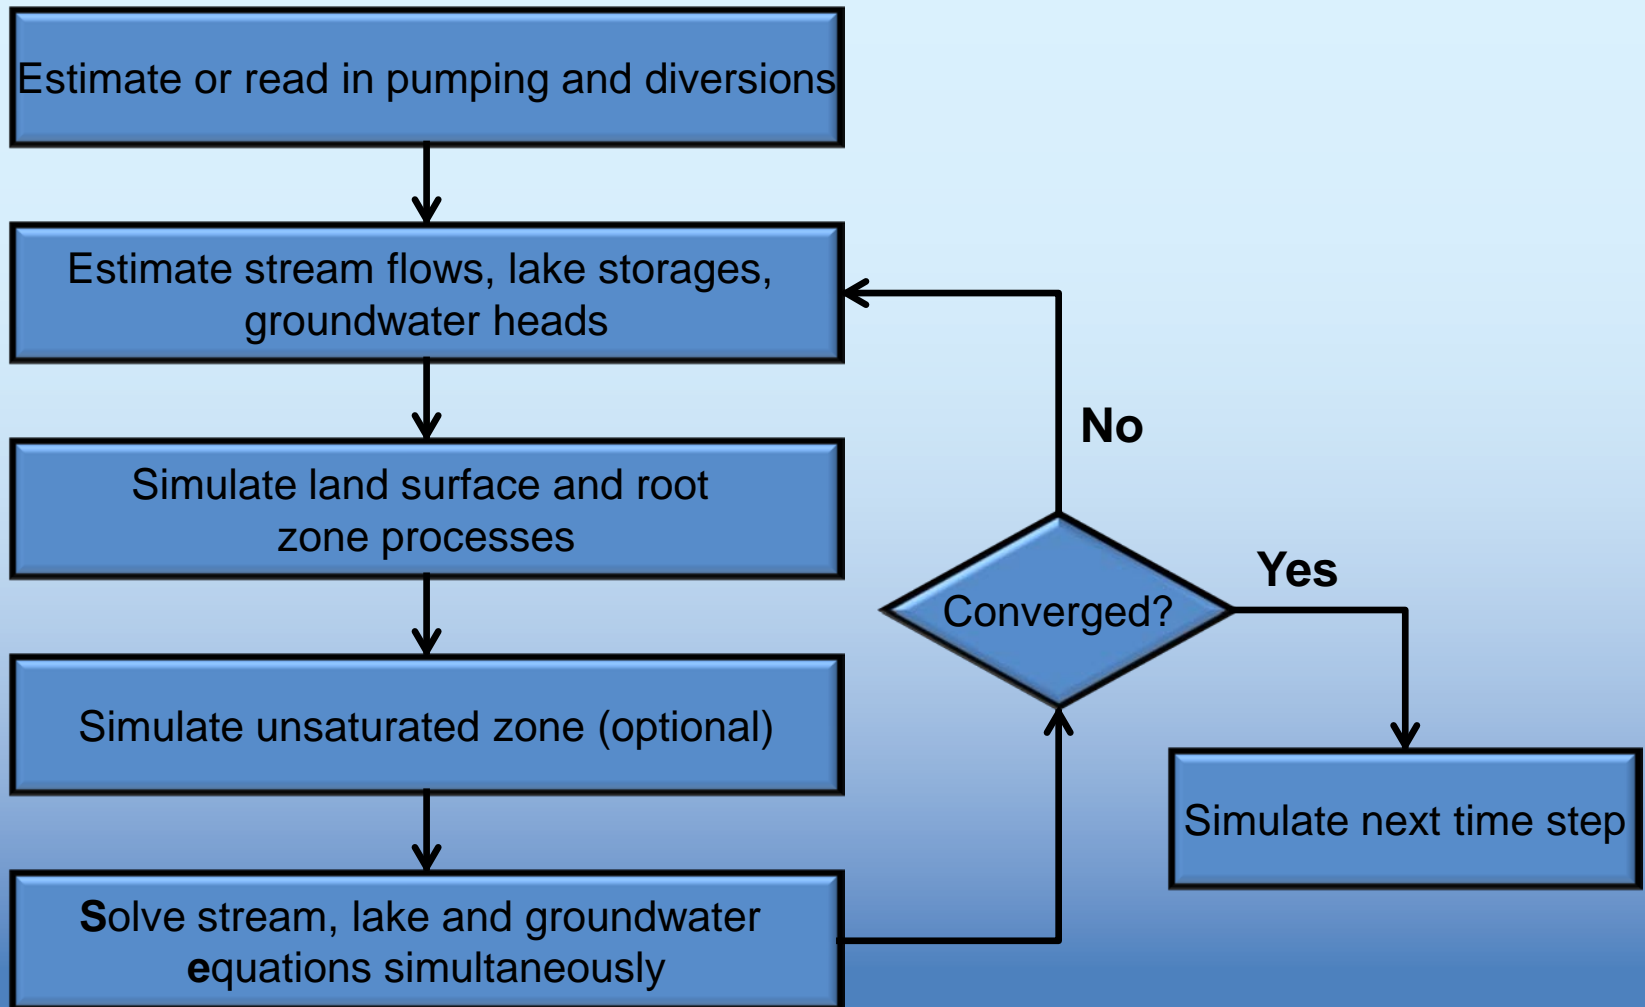 Estimate or read in pumping and diversions
Estimate stream flows, lake storages,
groundwater heads
Simulate land surface and root
zone processes
Simulate unsaturated zone (optional)
Solve stream, lake and groundwater
equations simultaneously
No
Converged?
Yes
Simulate next time step